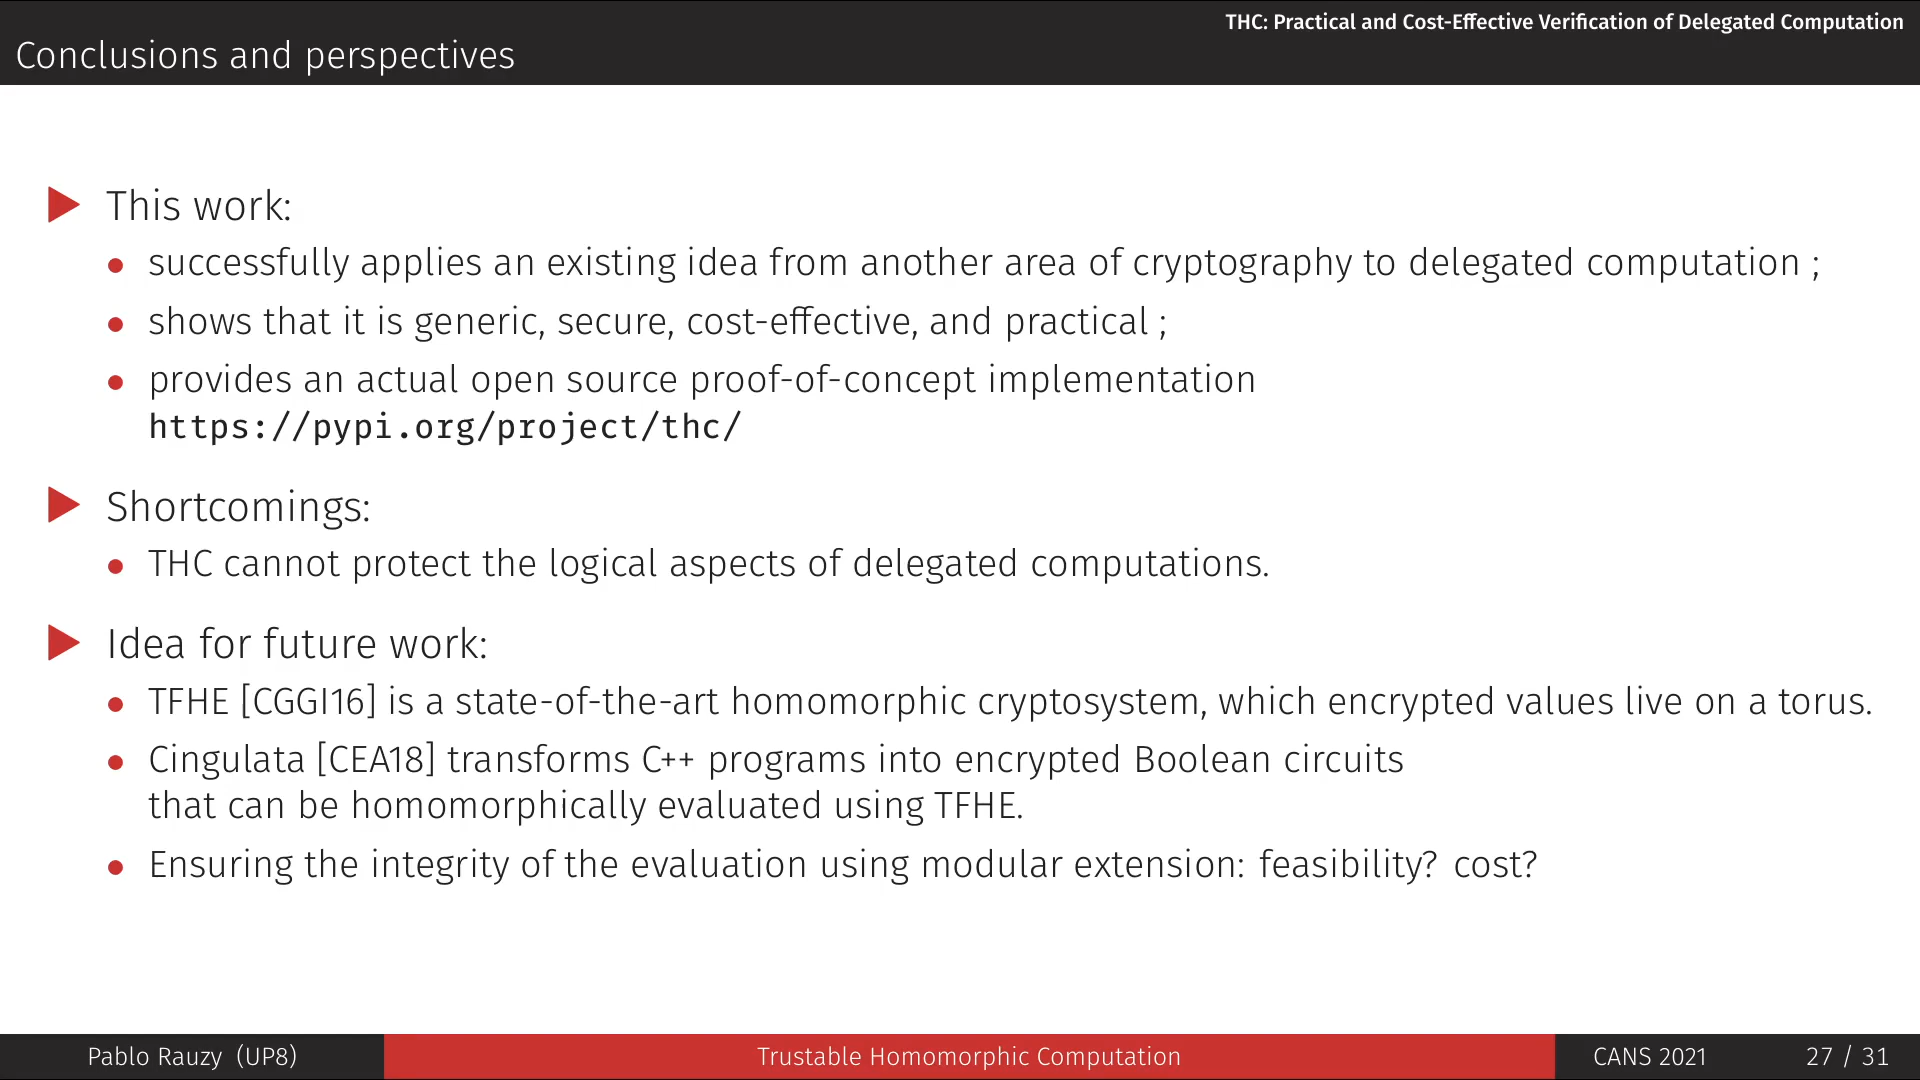 THC: Practical and Cost-Effective Verification of Delegated Computation
Conclusions and perspectives
This work:
successfully applies an existing idea from another area of cryptography to delegated computation ;
shows that it is generic, secure, cost-effective, and practical ;
provides an actual open source proof-of-concept implementation
https://pypi.org/project/thc/
Shortcomings:
THC cannot protect the logical aspects of delegated computations.
Idea for future work:
TFHE [CGGI16] is a state-of-the-art homomorphic cryptosystem, which encrypted values live on a torus.
Cingulata [CEA18] transforms C++ programs into encrypted Boolean circuits
that can be homomorphically evaluated using TFHE.
Ensuring the integrity of the evaluation using modular extension: feasibility? cost?
Pablo Rauzy (UP8)
Trustable Homomorphic Computation
CANS 2021
27 / 31